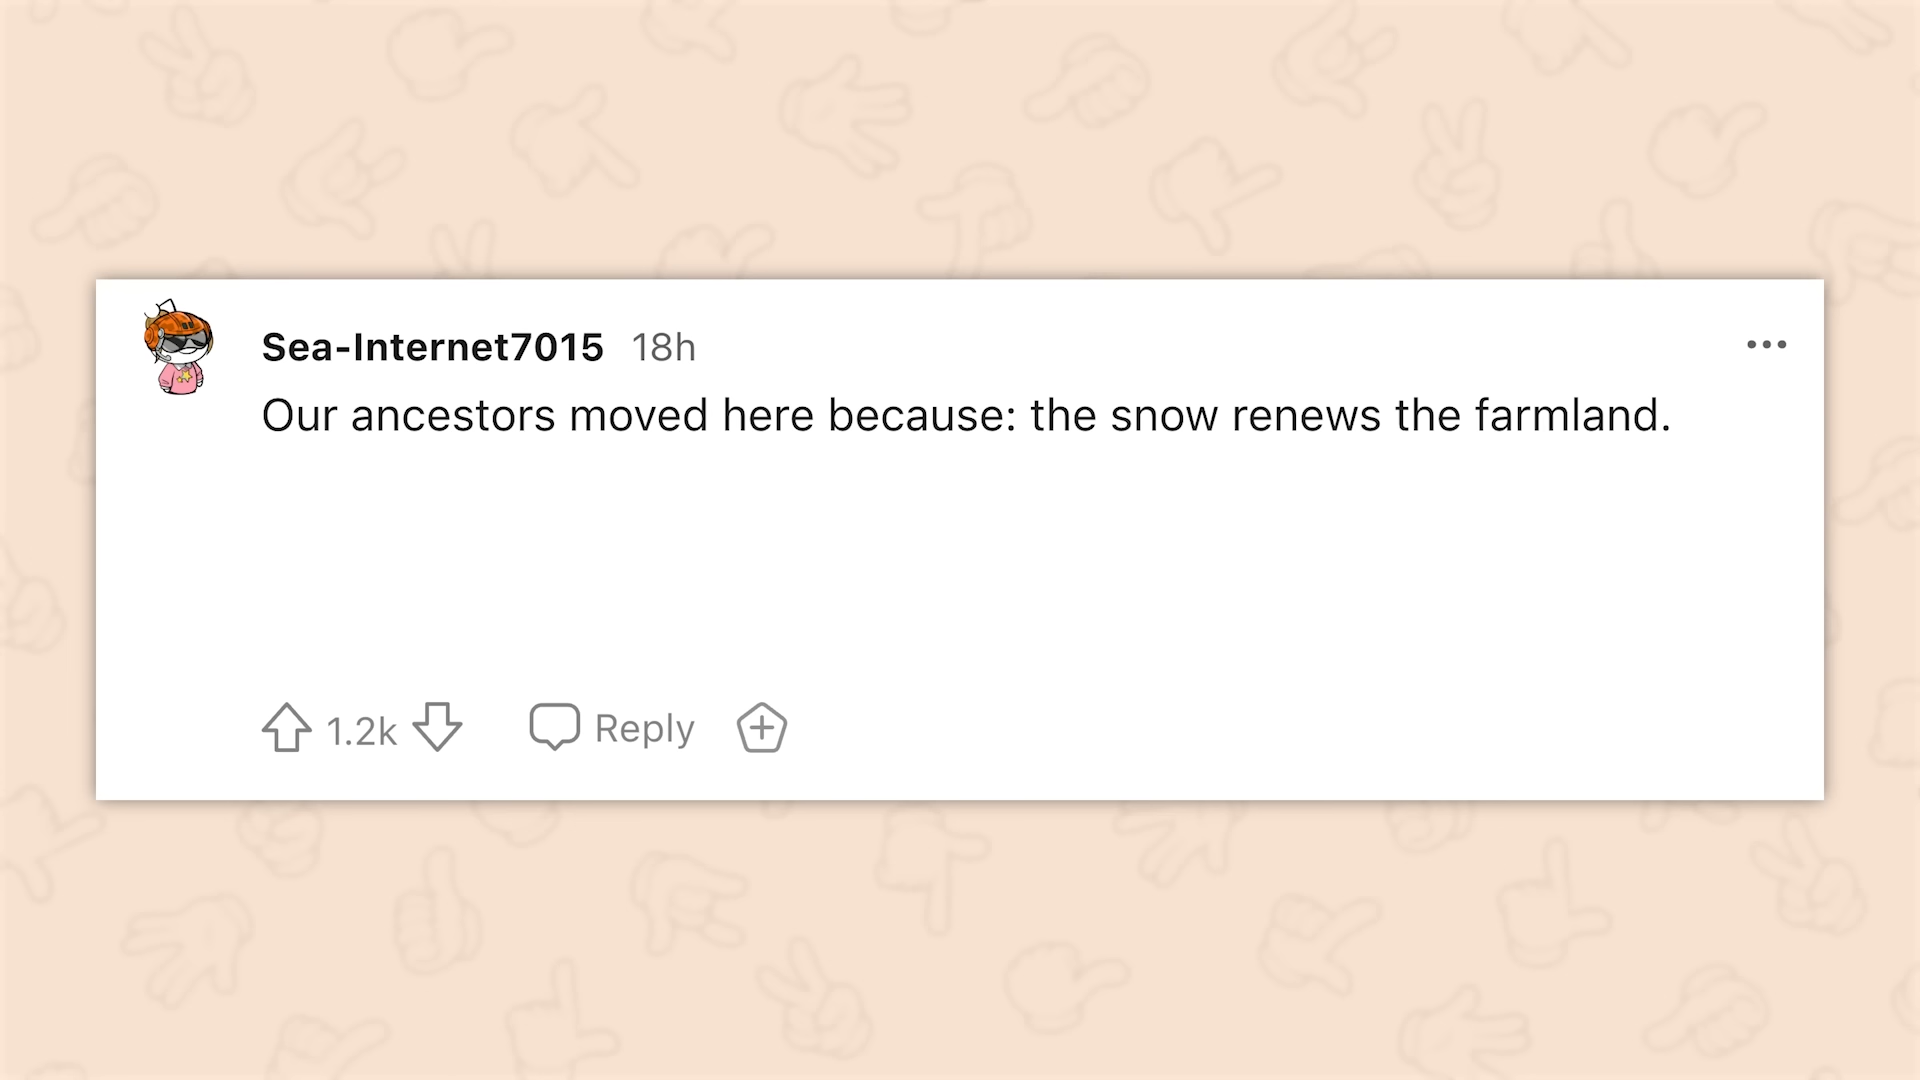 Sea-Internet7015 18h
Our ancestors moved here because: the snow renews the farmland.
1.2k Reply